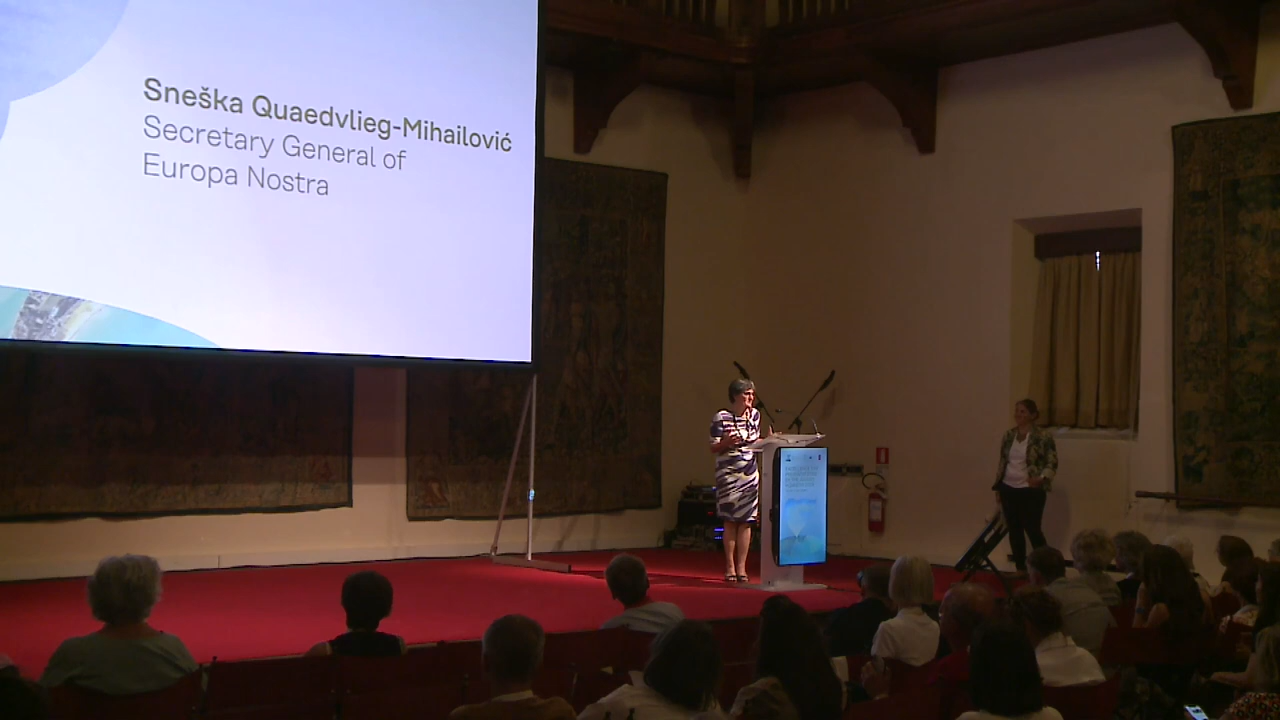 Sneška Quaedvlieg-Mihailović
Secretary General of
Europa Nostra